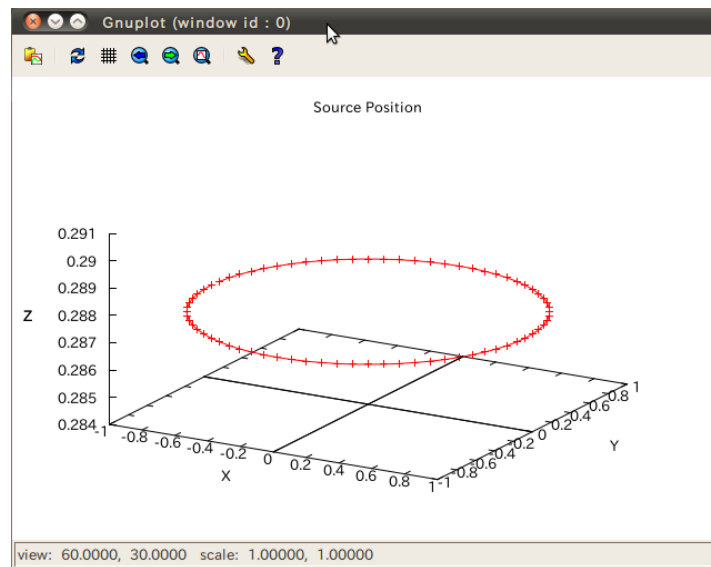 Gnuplot (window id : 0)
Source Position
0.291
0.29
0.289
Z 0.288
0.287
0.286
0.285
0.284
-1 -0.8 -0.6 -0.4 -0.2 0 0.2 0.4 0.6 0.8 1
X
-1 -0.8 -0.6 -0.4 -0.2 0 0.2 0.4 0.6 0.8 1
Y
view: 60.0000, 30.0000 scale: 1.00000, 1.00000